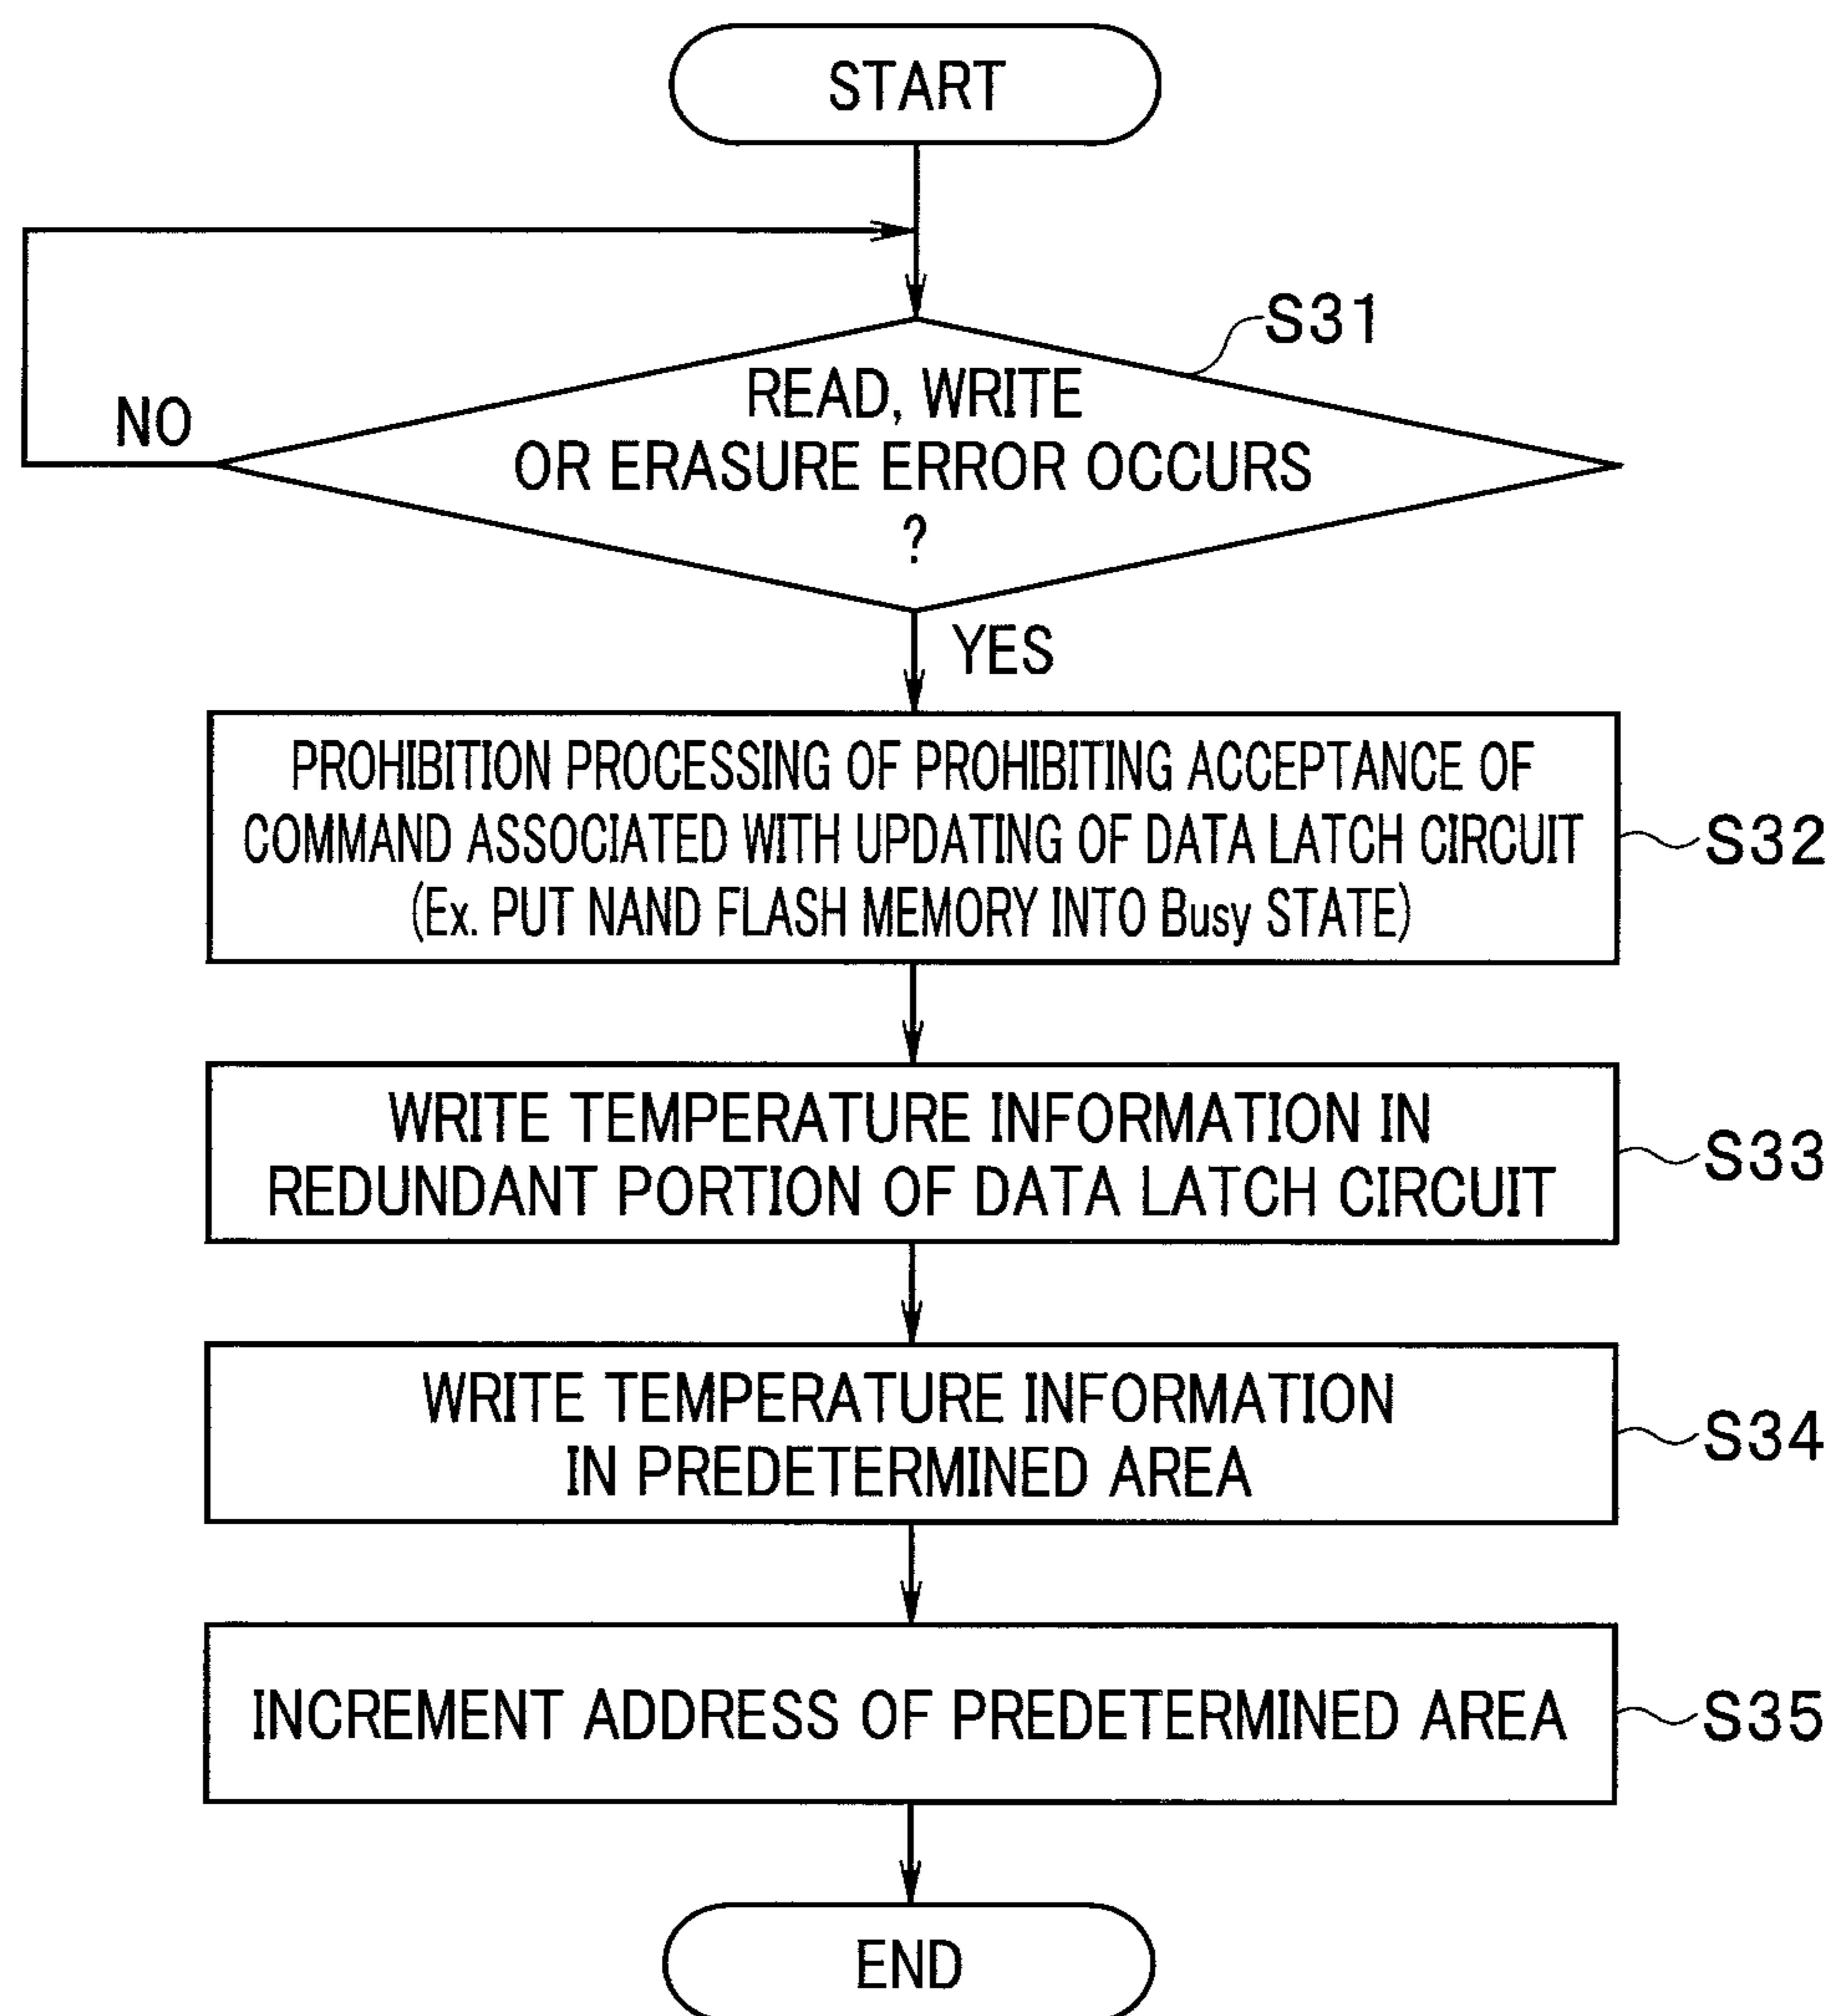 START
S31
READ, WRITE
OR ERASURE ERROR OCCURS
?
NO
YES
PROHIBITION PROCESSING OF PROHIBITING ACCEPTANCE OF
COMMAND ASSOCIATED WITH UPDATING OF DATA LATCH CIRCUIT
(Ex. PUT NAND FLASH MEMORY INTO Busy STATE)
S32
WRITE TEMPERATURE INFORMATION IN
REDUNDANT PORTION OF DATA LATCH CIRCUIT
S33
WRITE TEMPERATURE INFORMATION
IN PREDETERMINED AREA
S34
INCREMENT ADDRESS OF PREDETERMINED AREA
S35
END